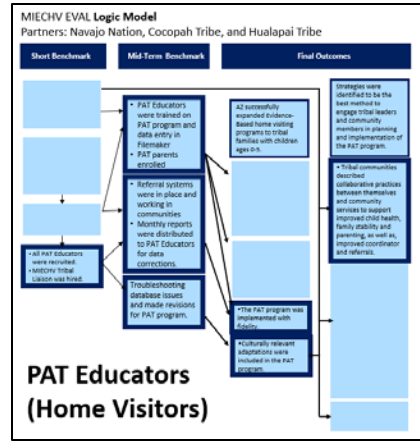 MIECHV EVAL Logic Model
Partners: Navajo Nation, Cocopah Tribe, and Hualapai Tribe
Short Benchmark
Mid-Term Benchmark
Final Outcomes
• PAT Educators
were trained on
PAT program and
data entry in
Filemaker
• PAT parents
enrolled
• Referral systems
were in place and
working in
communities
• Monthly reports
were distributed
to PAT Educators
for data
corrections.
• All PAT Educators
were recruited.
• MIECHV Tribal
Liaison was hired.
Troubleshooting
database issues
and made revisions
for PAT program.
AZ successfully
expanded Evidence-
Based home visiting
programs to tribal
families with children
ages 0-5.
• The PAT program was
implemented with
fidelity.
• Culturally relevant
adaptations were
included in the PAT
program.
Strategies were
identified to be the
best method to
engage tribal leaders
and community
members in planning
and implementation of
the PAT program.
• Tribal communities
described
collaborative practices
between themselves
and community
services to support
improved child health,
family stability and
parenting, as well as,
improved coordinator
and referrals.
PAT Educators
(Home Visitors)